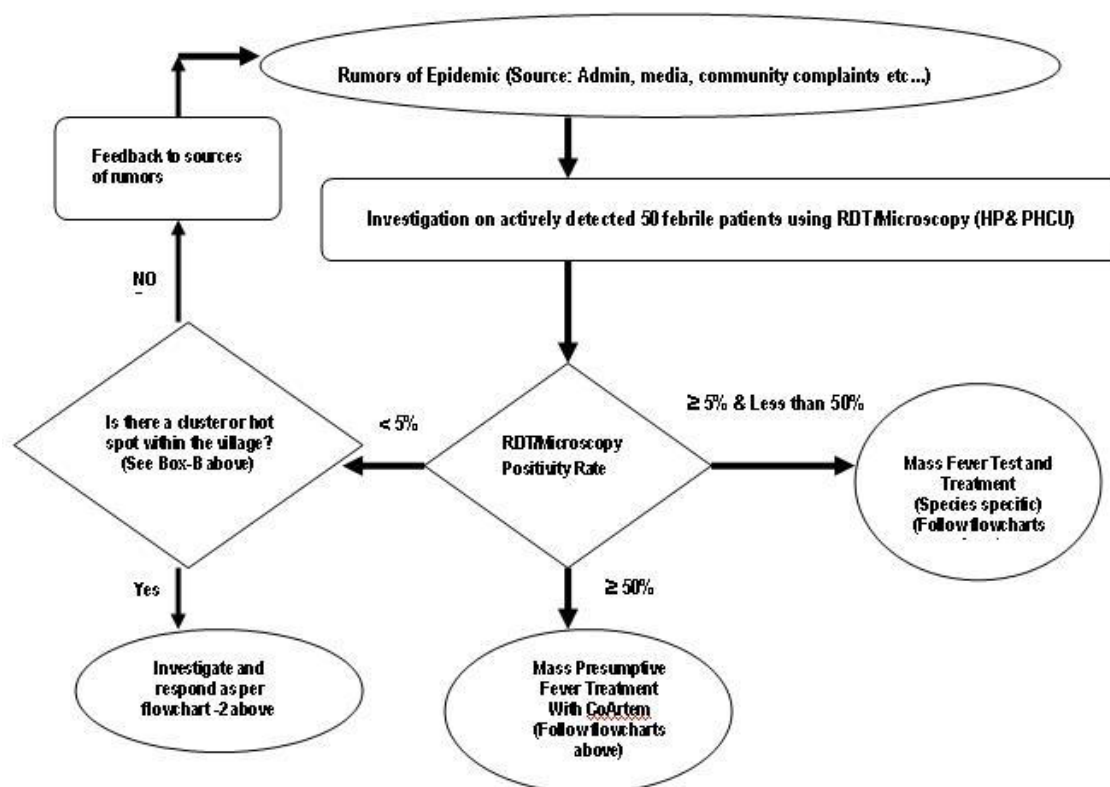 Rumors of Epidemic (Source: Admin, media, community complaints etc...)
Feedback to sources
of rumors
Investigation on actively detected 50 febrile patients using RDT/Microscopy (HP& PHCU)
NO
Is there a cluster or hot
spot within the village?
(See Box-B above)
< 5%
RDT/Microscopy
Positivity Rate
≥ 5% & Less than 50%
Mass Fever Test and
Treatment
(Species specific)
(Follow flowcharts
Yes
≥ 50%
Investigate and
respond as per
flowchart -2 above
Mass Presumptive
Fever Treatment
With CoArtem
(Follow flowcharts
above)